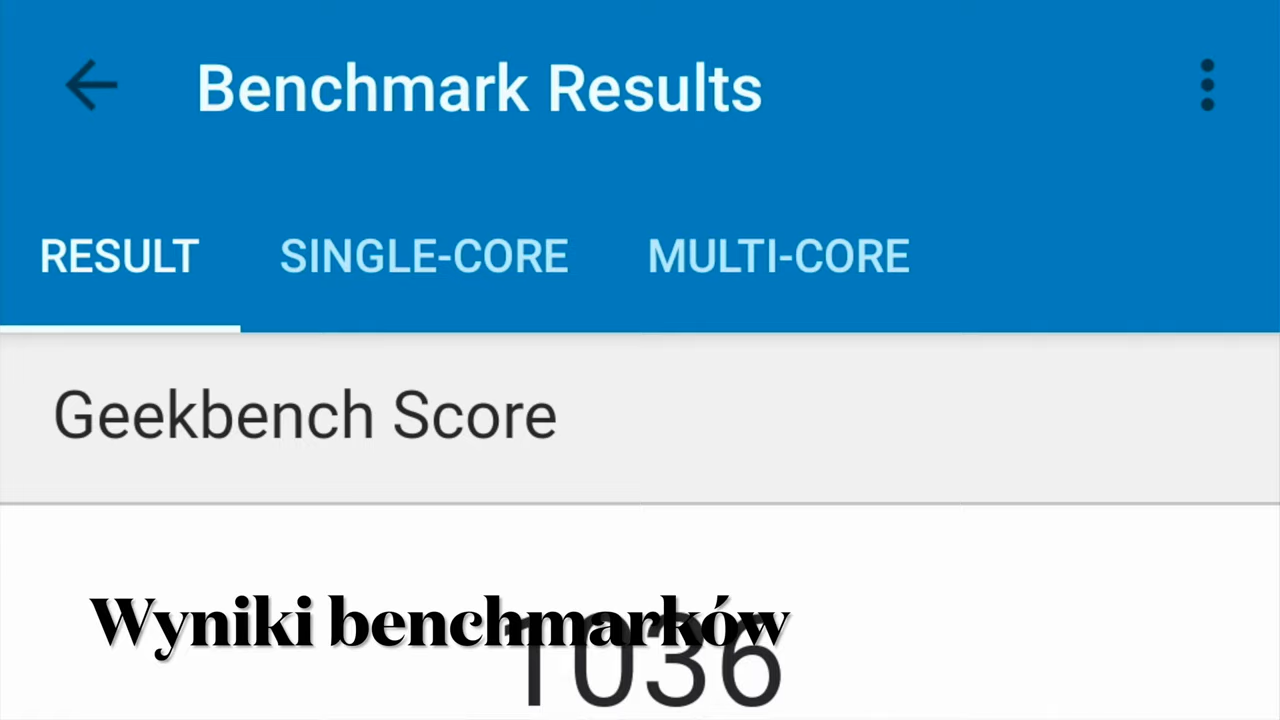 Benchmark Results
RESULT SINGLE-CORE MULTI-CORE
Geekbench Score
Wyniki benchmarków
1036